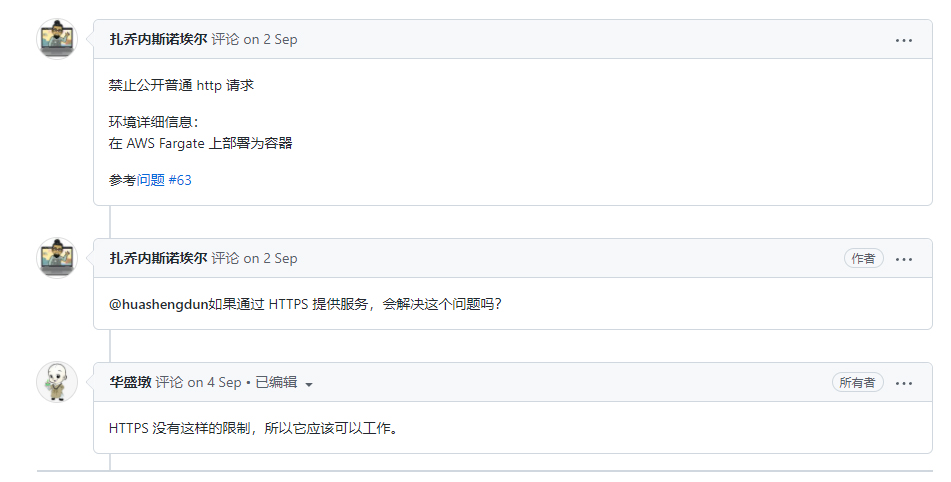 扎乔内斯诺埃尔 评论 on 2 Sep
禁止公开普通 http 请求
环境详细信息：
在 AWS Fargate 上部署为容器
参考问题 #63
扎乔内斯诺埃尔 评论 on 2 Sep 作者
@huashengdun如果通过 HTTPS 提供服务，会解决这个问题吗?
华盛墩 评论 on 4 Sep • 已编辑 所有者
HTTPS 没有这样的限制，所以它应该可以工作。